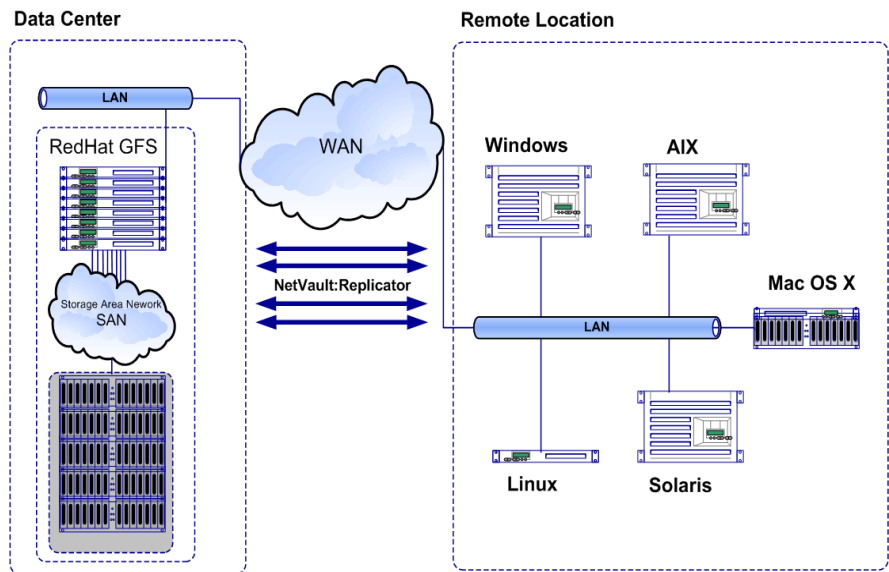 Data Center
Remote Location
LAN
RedHat GFS
WAN
Windows
AIX
NetVault:Replicator
Storage Area Nework
SAN
Mac OS X
LAN
Linux
Solaris